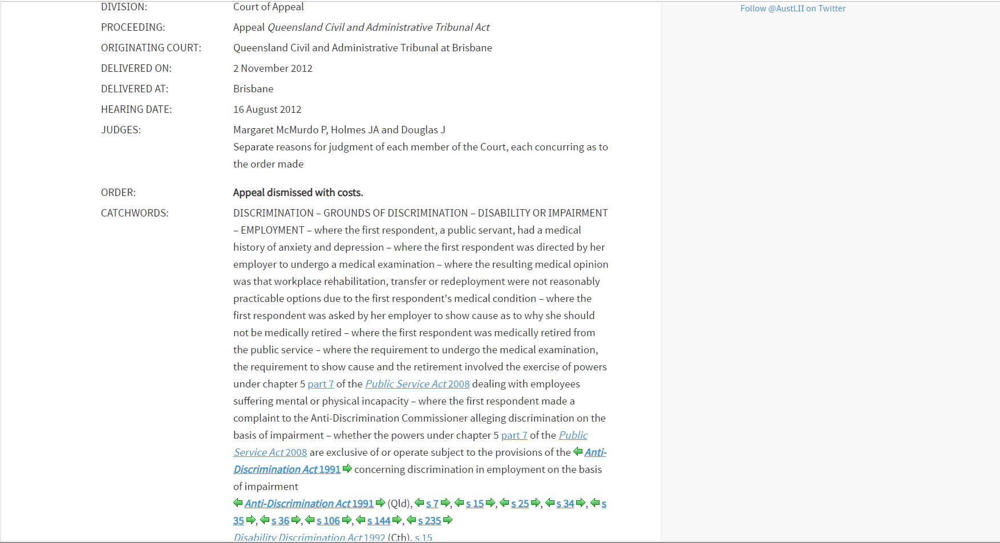 DIVISION: Court of Appeal
Follow @AustLII on Twitter
PROCEEDING: Appeal Queensland Civil and Administrative Tribunal Act
ORIGINATING COURT: Queensland Civil and Administrative Tribunal at Brisbane
DELIVERED ON: 2 November 2012
DELIVERED AT: Brisbane
HEARING DATE: 16 August 2012
JUDGES: Margaret McMurdo P, Holmes JA and Douglas J
Separate reasons for judgment of each member of the Court, each concurring as to
the order made
ORDER: Appeal dismissed with costs.
CATCHWORDS: DISCRIMINATION – GROUNDS OF DISCRIMINATION – DISABILITY OR IMPAIRMENT
– EMPLOYMENT – where the first respondent, a public servant, had a medical
history of anxiety and depression – where the first respondent was directed by her
employer to undergo a medical examination – where the resulting medical opinion
was that workplace rehabilitation, transfer or redeployment were not reasonably
practicable options due to the first respondent's medical condition – where the
first respondent was asked by her employer to show cause as to why she should
not be medically retired – where the first respondent was medically retired from
the public service – where the requirement to undergo the medical examination,
the requirement to show cause and the retirement involved the exercise of powers
under chapter 5 part 7 of the Public Service Act 2008 dealing with employees
suffering mental or physical incapacity – where the first respondent made a
complaint to the Anti-Discrimination Commissioner alleging discrimination on the
basis of impairment – whether the powers under chapter 5 part 7 of the Public
Service Act 2008 are exclusive of or operate subject to the provisions of the Anti-
Discrimination Act 1991 concerning discrimination in employment on the basis
of impairment
Anti-Discrimination Act 1991 (Qld), s 7, s 15, s 25, s 34, s
35, s 36, s 106, s 144, s 235
Disability Discrimination Act 1992 (Cth), s 15